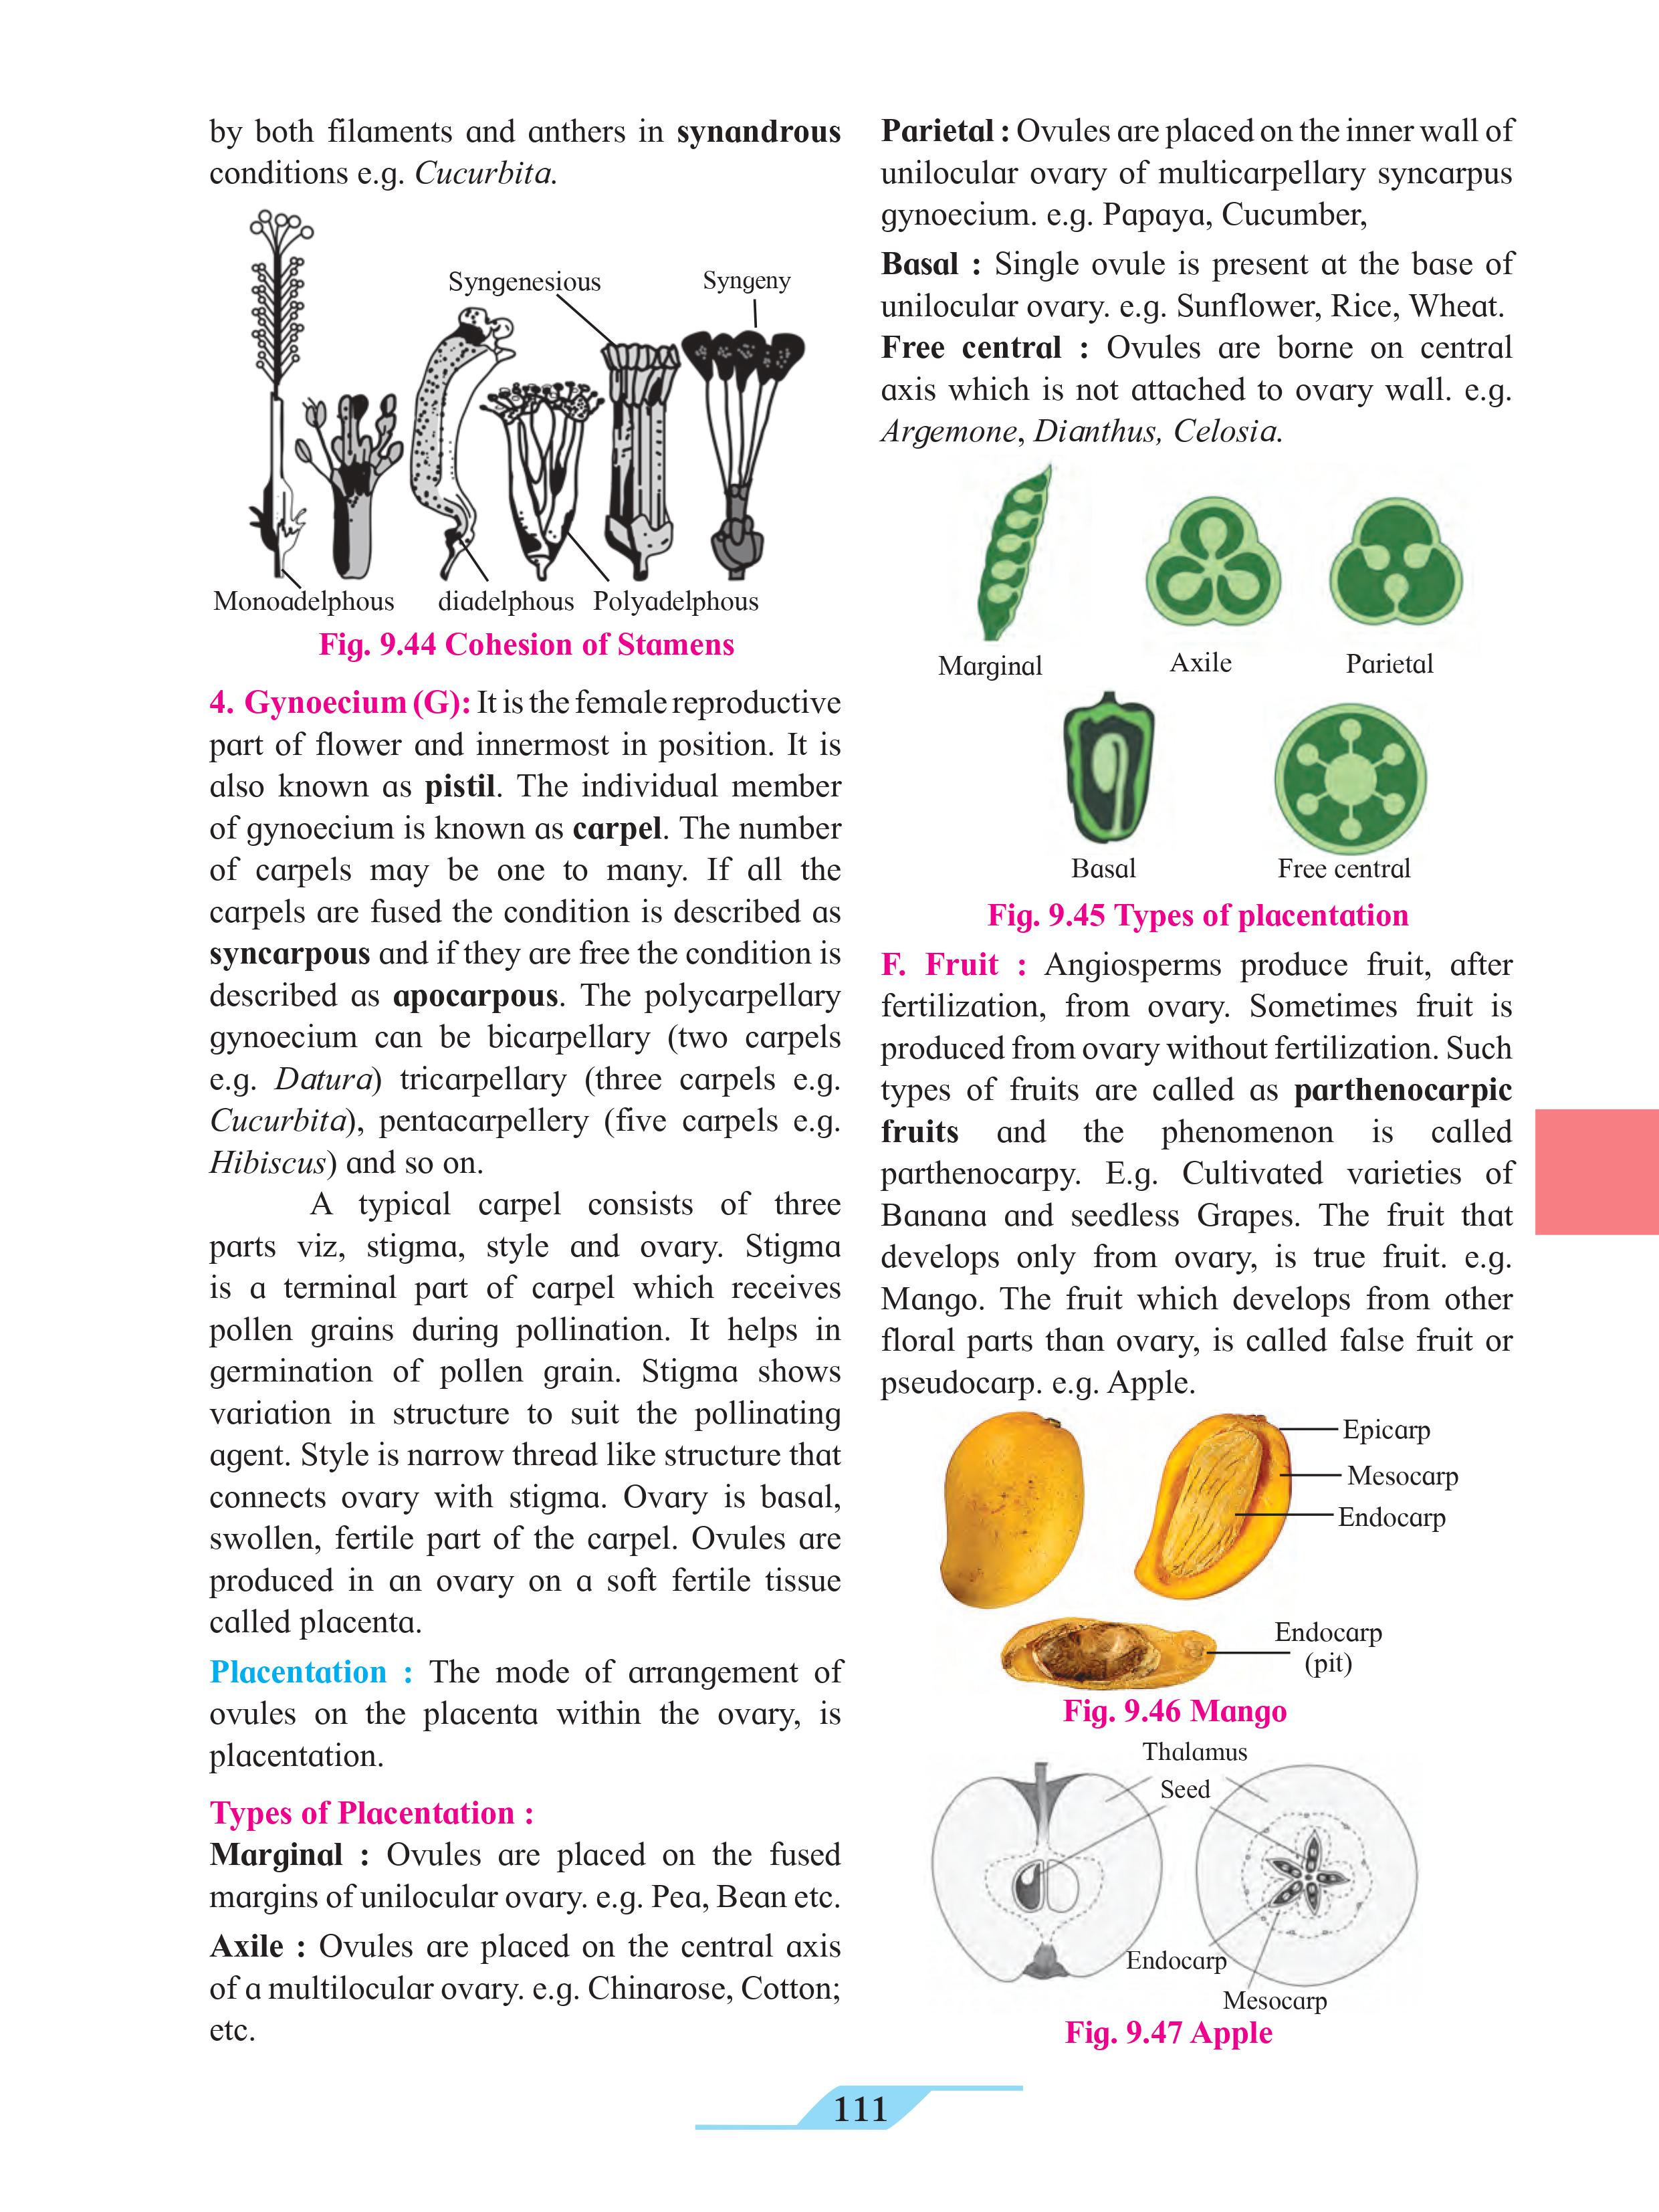 by both filaments and anthers in synandrous
conditions e.g. Cucurbita.
Syngenesious
Syngeny
Monoadelphous
diadelphous
Polyadelphous
Fig. 9.44 Cohesion of Stamens
4. Gynoecium (G): It is the female reproductive
part of flower and innermost in position. It is
also known as pistil. The individual member
of gynoecium is known as carpel. The number
of carpels may be one to many. If all the
carpels are fused the condition is described as
syncarpous and if they are free the condition is
described as apocarpous. The polycarpellary
gynoecium can be bicarpellary (two carpels
e.g. Datura) tricarpellary (three carpels e.g.
Cucurbita), pentacarpellery (five carpels e.g.
Hibiscus) and so on.
A typical carpel consists of three
parts viz, stigma, style and ovary. Stigma
is a terminal part of carpel which receives
pollen grains during pollination. It helps in
germination of pollen grain. Stigma shows
variation in structure to suit the pollinating
agent. Style is narrow thread like structure that
connects ovary with stigma. Ovary is basal,
swollen, fertile part of the carpel. Ovules are
produced in an ovary on a soft fertile tissue
called placenta.
Placentation : The mode of arrangement of
ovules on the placenta within the ovary, is
placentation.
Types of Placentation :
Marginal : Ovules are placed on the fused
margins of unilocular ovary. e.g. Pea, Bean etc.
Axile : Ovules are placed on the central axis
of a multilocular ovary. e.g. Chinarose, Cotton;
etc.
Parietal : Ovules are placed on the inner wall of
unilocular ovary of multicarpellary syncarpus
gynoecium. e.g. Papaya, Cucumber,
Basal : Single ovule is present at the base of
unilocular ovary. e.g. Sunflower, Rice, Wheat.
Free central : Ovules are borne on central
axis which is not attached to ovary wall. e.g.
Argemone, Dianthus, Celosia.
Marginal
Axile
Parietal
Basal
Free central
Fig. 9.45 Types of placentation
F. Fruit : Angiosperms produce fruit, after
fertilization, from ovary. Sometimes fruit is
produced from ovary without fertilization. Such
types of fruits are called as parthenocarpic
fruits and the phenomenon is called
parthenocarpy. E.g. Cultivated varieties of
Banana and seedless Grapes. The fruit that
develops only from ovary, is true fruit. e.g.
Mango. The fruit which develops from other
floral parts than ovary, is called false fruit or
pseudocarp. e.g. Apple.
Epicarp
Mesocarp
Endocarp
Endocarp
(pit)
Fig. 9.46 Mango
Thalamus
Seed
Endocarp
Mesocarp
Fig. 9.47 Apple
111